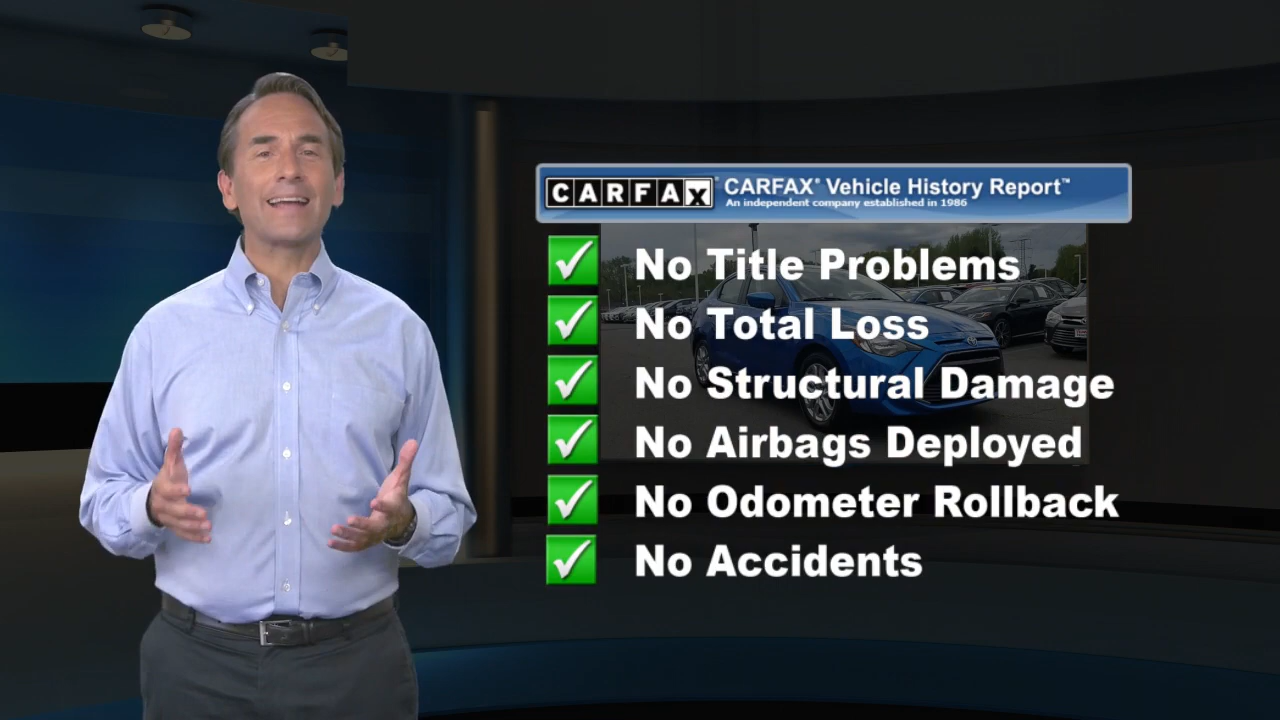 CARFAX® CARFAX® Vehicle History Report™
An independent company established in 1986
No Title Problems
No Total Loss
No Structural Damage
No Airbags Deployed
No Odometer Rollback
No Accidents